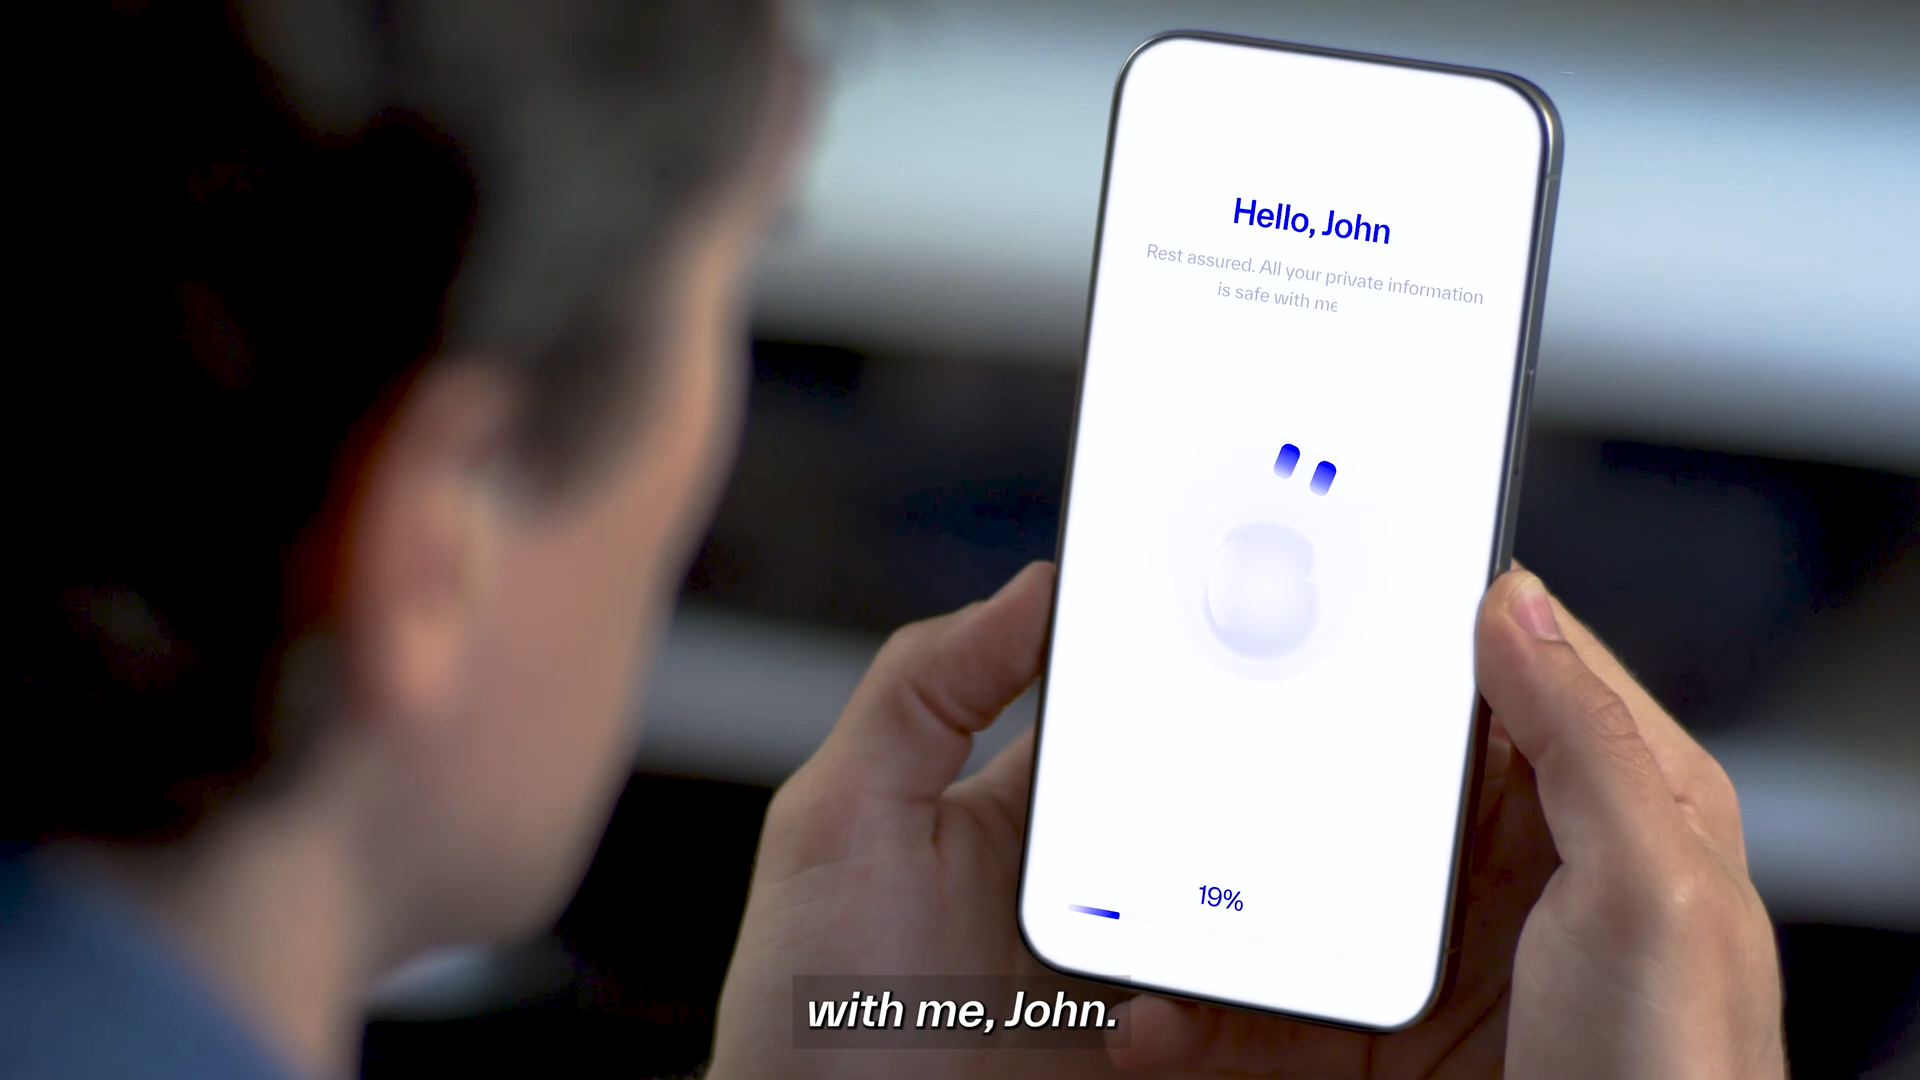 Hello, John
Rest assured. All your private information
is safe with me
19%
with me, John.